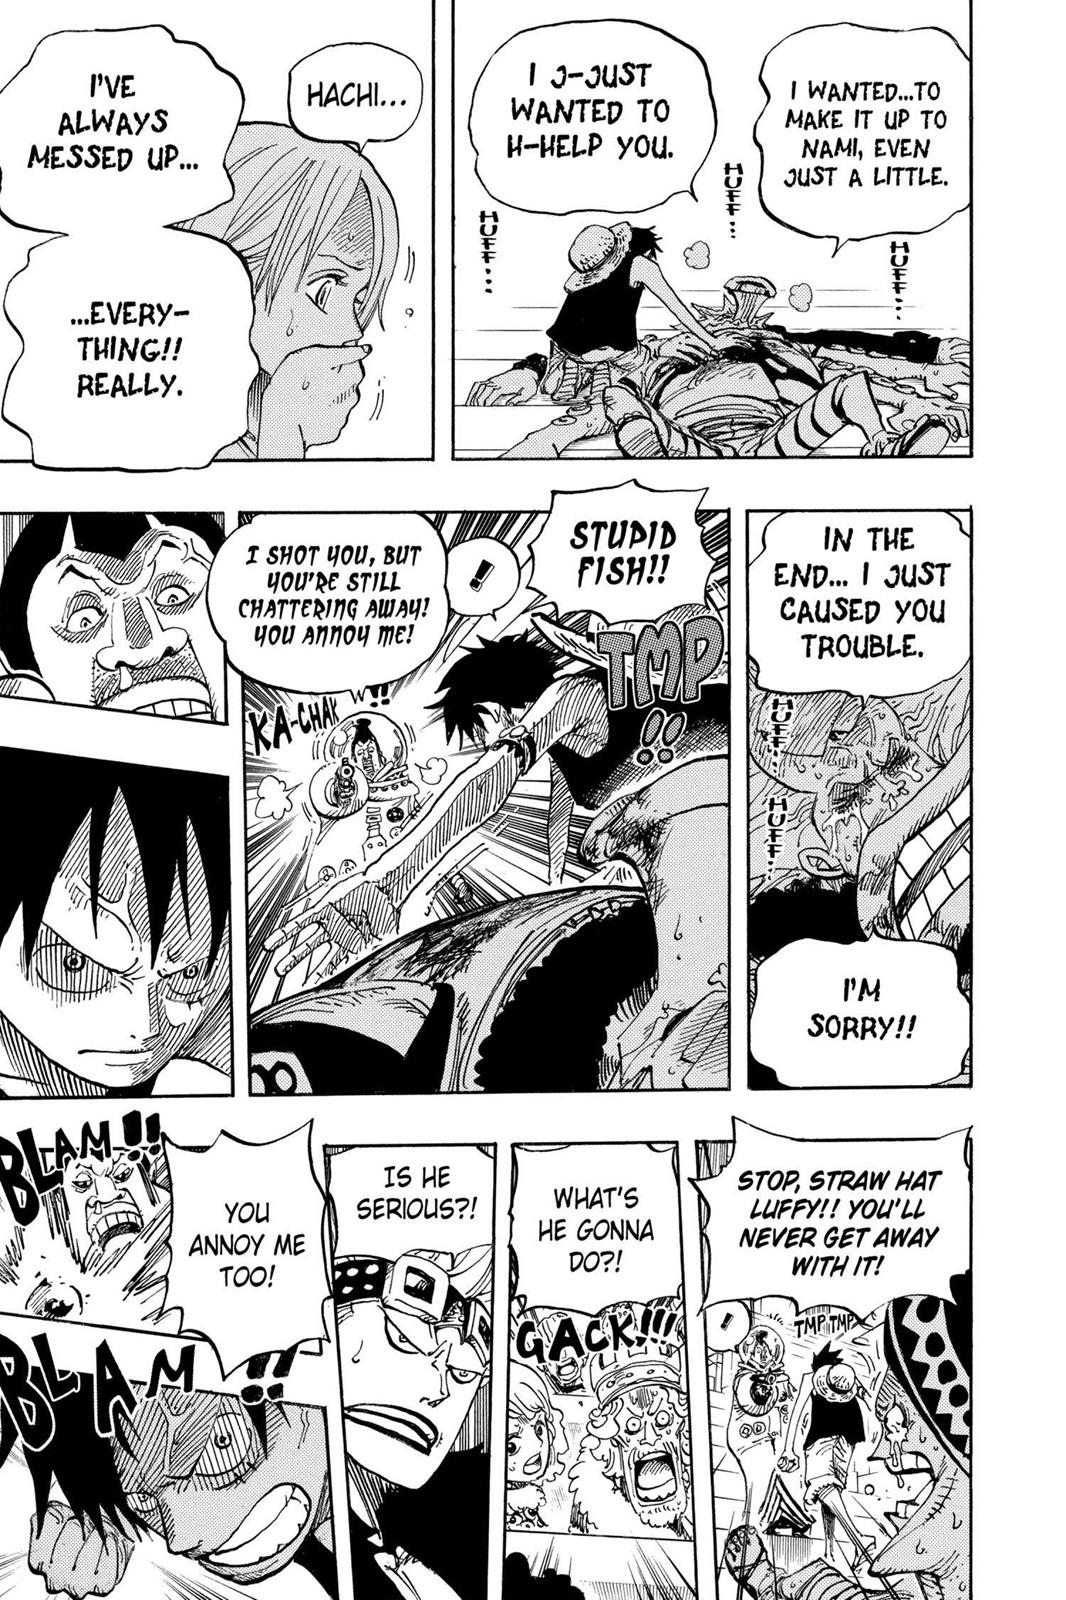 I WANTED...TO
MAKE IT UP TO
NAMI, EVEN
JUST A LITTLE.
I J-JUST
WANTED TO
H-HELP YOU.
HUFF...
HUFF...
HUFF...
HACHI...
I'VE
ALWAYS
MESSED UP...
...EVERY-
THING!!
REALLY.
IN THE
END... I JUST
CAUSED YOU
TROUBLE.
HUFF...
HUFF...
I'M
SORRY!!
STUPID
FISH!!
TMP
!!
!
I SHOT YOU, BUT
YOU'RE STILL
CHATTERING AWAY!
YOU ANNOY ME!
KA-CHAK
!!
STOP, STRAW HAT
LUFFY!! YOU'LL
NEVER GET AWAY
WITH IT!
!
TMP TMP
WHAT'S
HE GONNA
DO?!
GACK!!!
IS HE
SERIOUS?!
YOU
ANNOY ME
TOO!
BLAM!!
BLAM!!